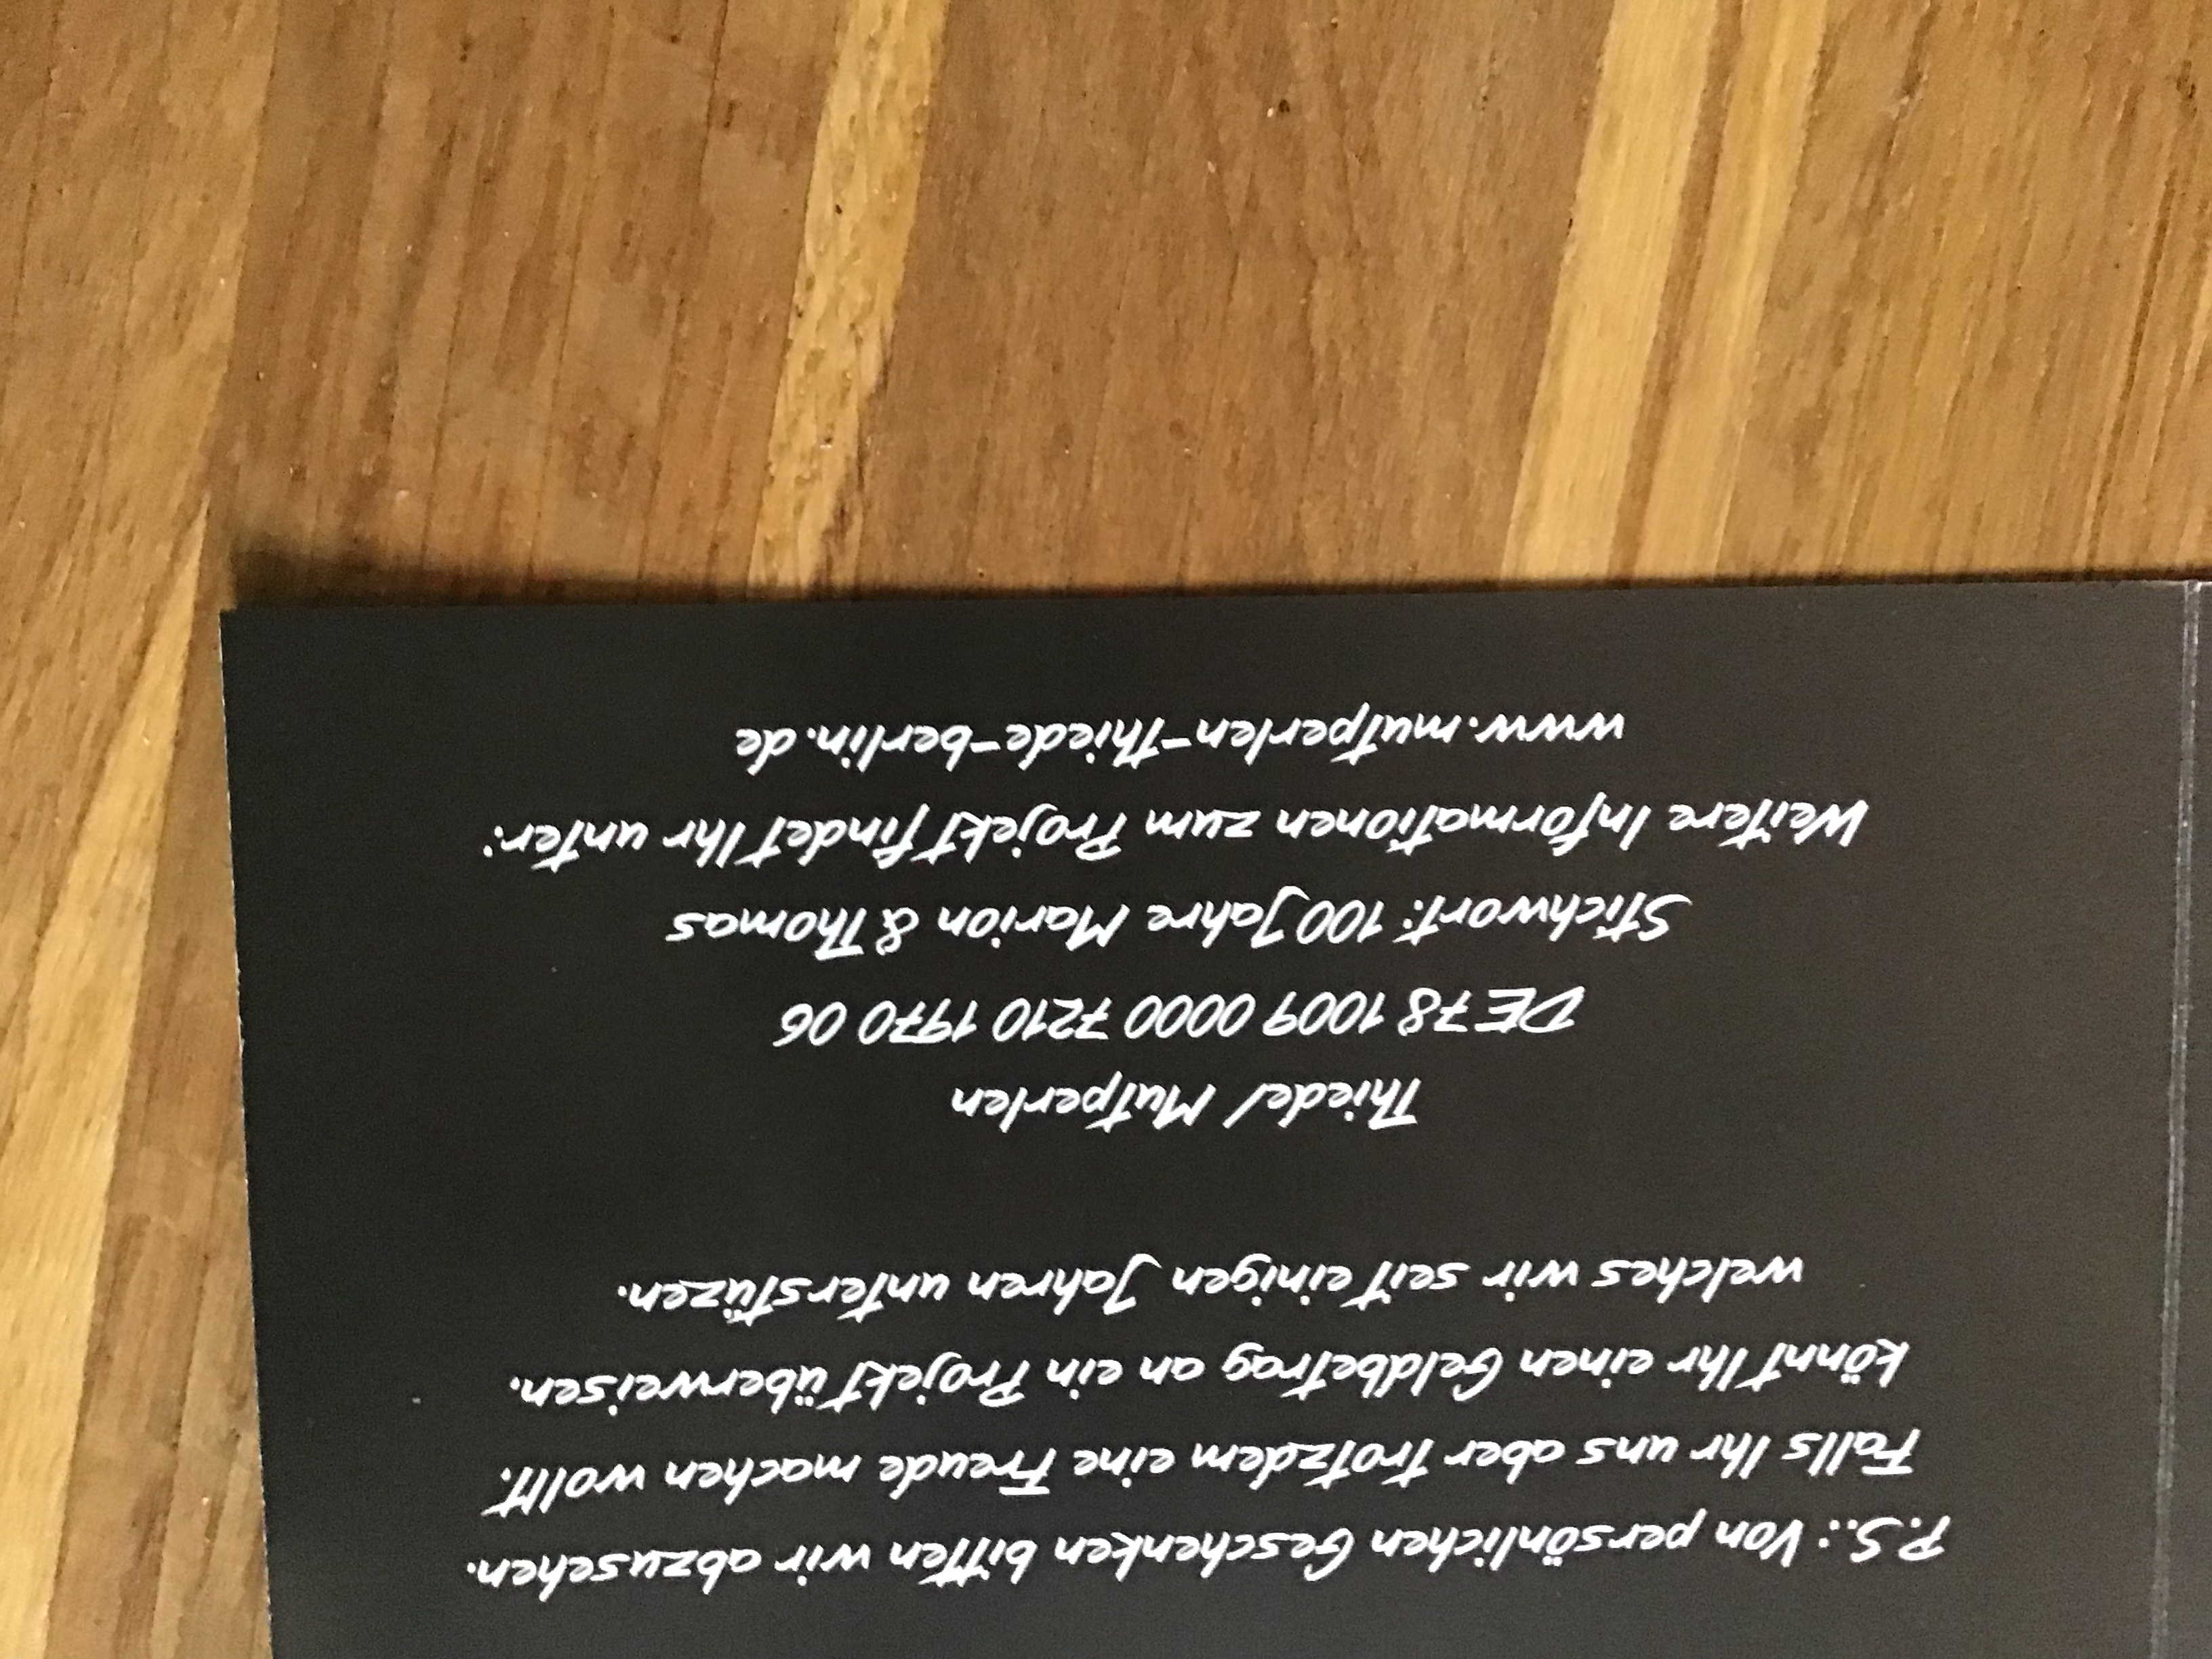 P.S.: Von persönlichen Geschenken bitten wir abzusehen.
Falls Ihr uns aber trotzdem eine Freude machen wollt.
könnt Ihr einen Geldbetrag an ein Projekt überweisen.
welches wir seit einigen Jahren unterstüzen.
Thiede/ Mutperlen
DE78 1009 0000 7210 1970 06
Stichwort: 100 Jahre Marion & Thomas
Weitere Informationen zum Projekt findet Ihr unter:
www.mutperlen-thiede-berlin.de